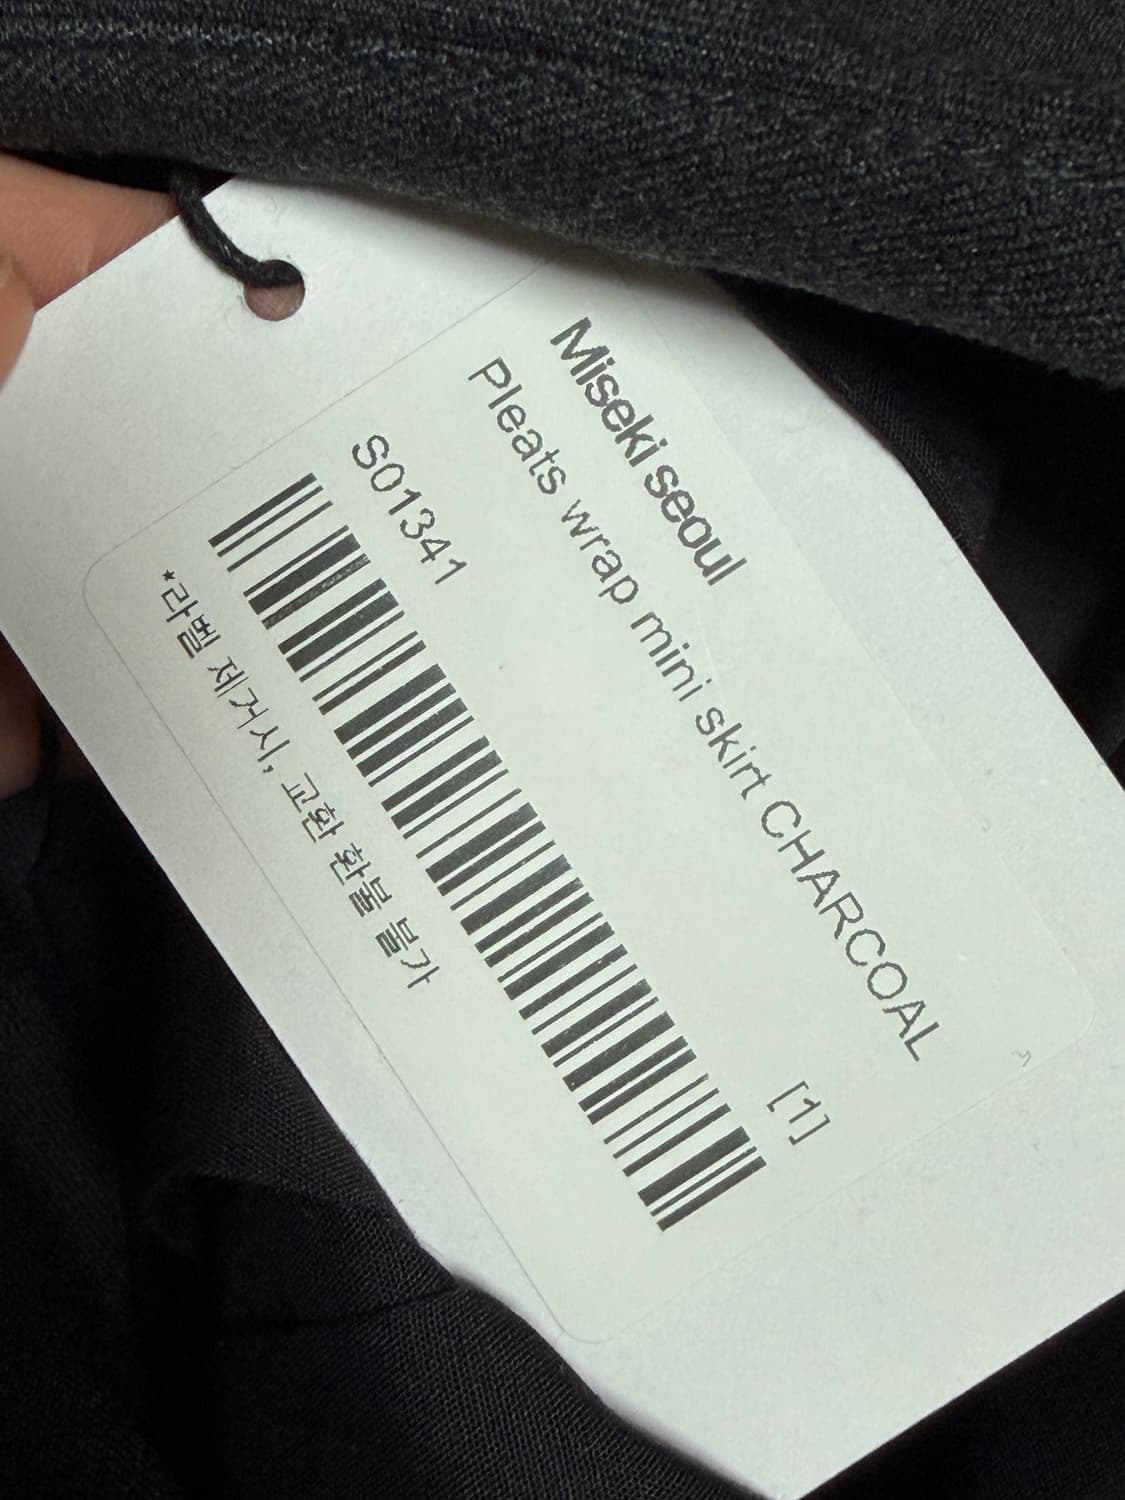 Miseki seoul
Pleats wrap mini skirt CHARCOAL
[1]
S01341
*라벨 제거시, 교환 환불 불가